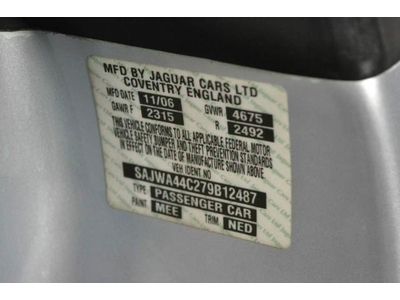 MFD BY JAGUAR CARS LTD
COVENTRY ENGLAND
MFD DATE 11/06 GVWR 4675
GAWR F 2315 R 2492
THIS VEHICLE CONFORMS TO ALL APPLICABLE FEDERAL MOTOR
VEHICLE SAFETY BUMPER AND THEFT PREVENTION STANDARDS
IN EFFECT ON THE DATE OF MANUFACTURE SHOWN ABOVE
VEH IDENT NO
SAJWA44C279B12487
TYPE PASSENGER CAR
PAINT MEE TRIM NED